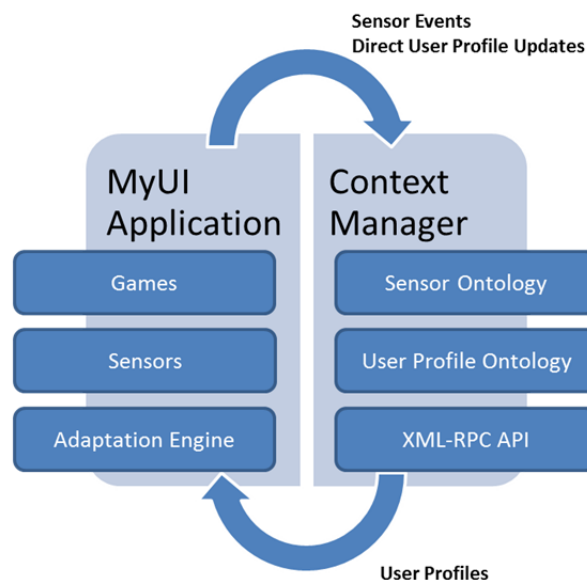 Sensor Events
Direct User Profile Updates
MyUI
Application
Context
Manager
Games
Sensors
Adaptation Engine
Sensor Ontology
User Profile Ontology
XML-RPC API
User Profiles